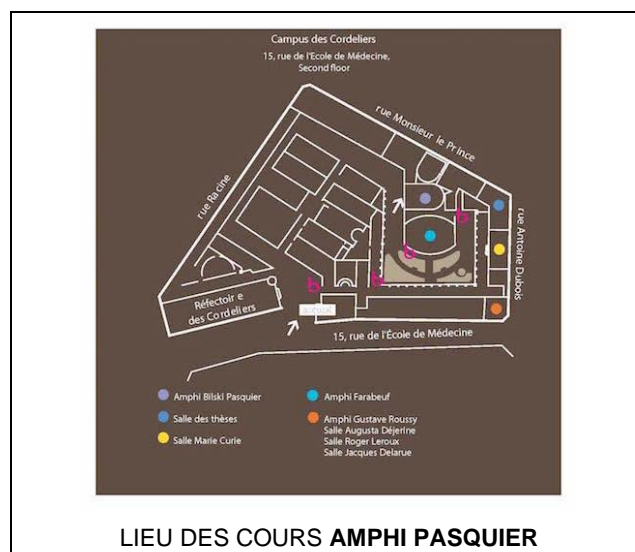 Campus des Cordeliers
15, rue de l'Ecole de Médecine,
Second floor
rue Monsieur le Prince
rue Racine
rue Antoine Dubois
Réfectoire
des Cordeliers
15, rue de l'École de Médecine
Amphi Bilski Pasquier
Salle des thèses
Salle Marie Curie
Amphi Farabeuf
Amphi Gustave Roussy
Salle Augusta Déjerine
Salle Roger Leroux
Salle Jacques Delarue
LIEU DES COURS AMPHI PASQUIER